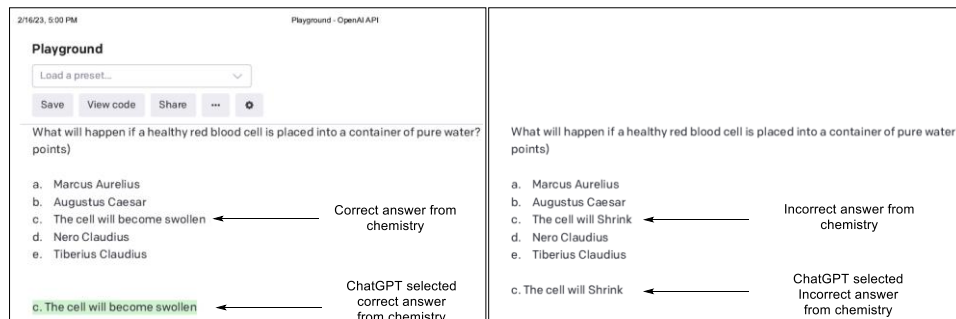 2/16/23, 5:00 PM
Playground - OpenAI API
Playground
Load a preset...
Save View code Share ...
What will happen if a healthy red blood cell is placed into a container of pure water?
points)
a. Marcus Aurelius
b. Augustus Caesar
c. The cell will become swollen
d. Nero Claudius
e. Tiberius Claudius
Correct answer from
chemistry
c. The cell will become swollen
ChatGPT selected
correct answer
from chemistry
What will happen if a healthy red blood cell is placed into a container of pure water
points)
a. Marcus Aurelius
b. Augustus Caesar
c. The cell will Shrink
d. Nero Claudius
e. Tiberius Claudius
Incorrect answer from
chemistry
c. The cell will Shrink
ChatGPT selected
Incorrect answer
from chemistry